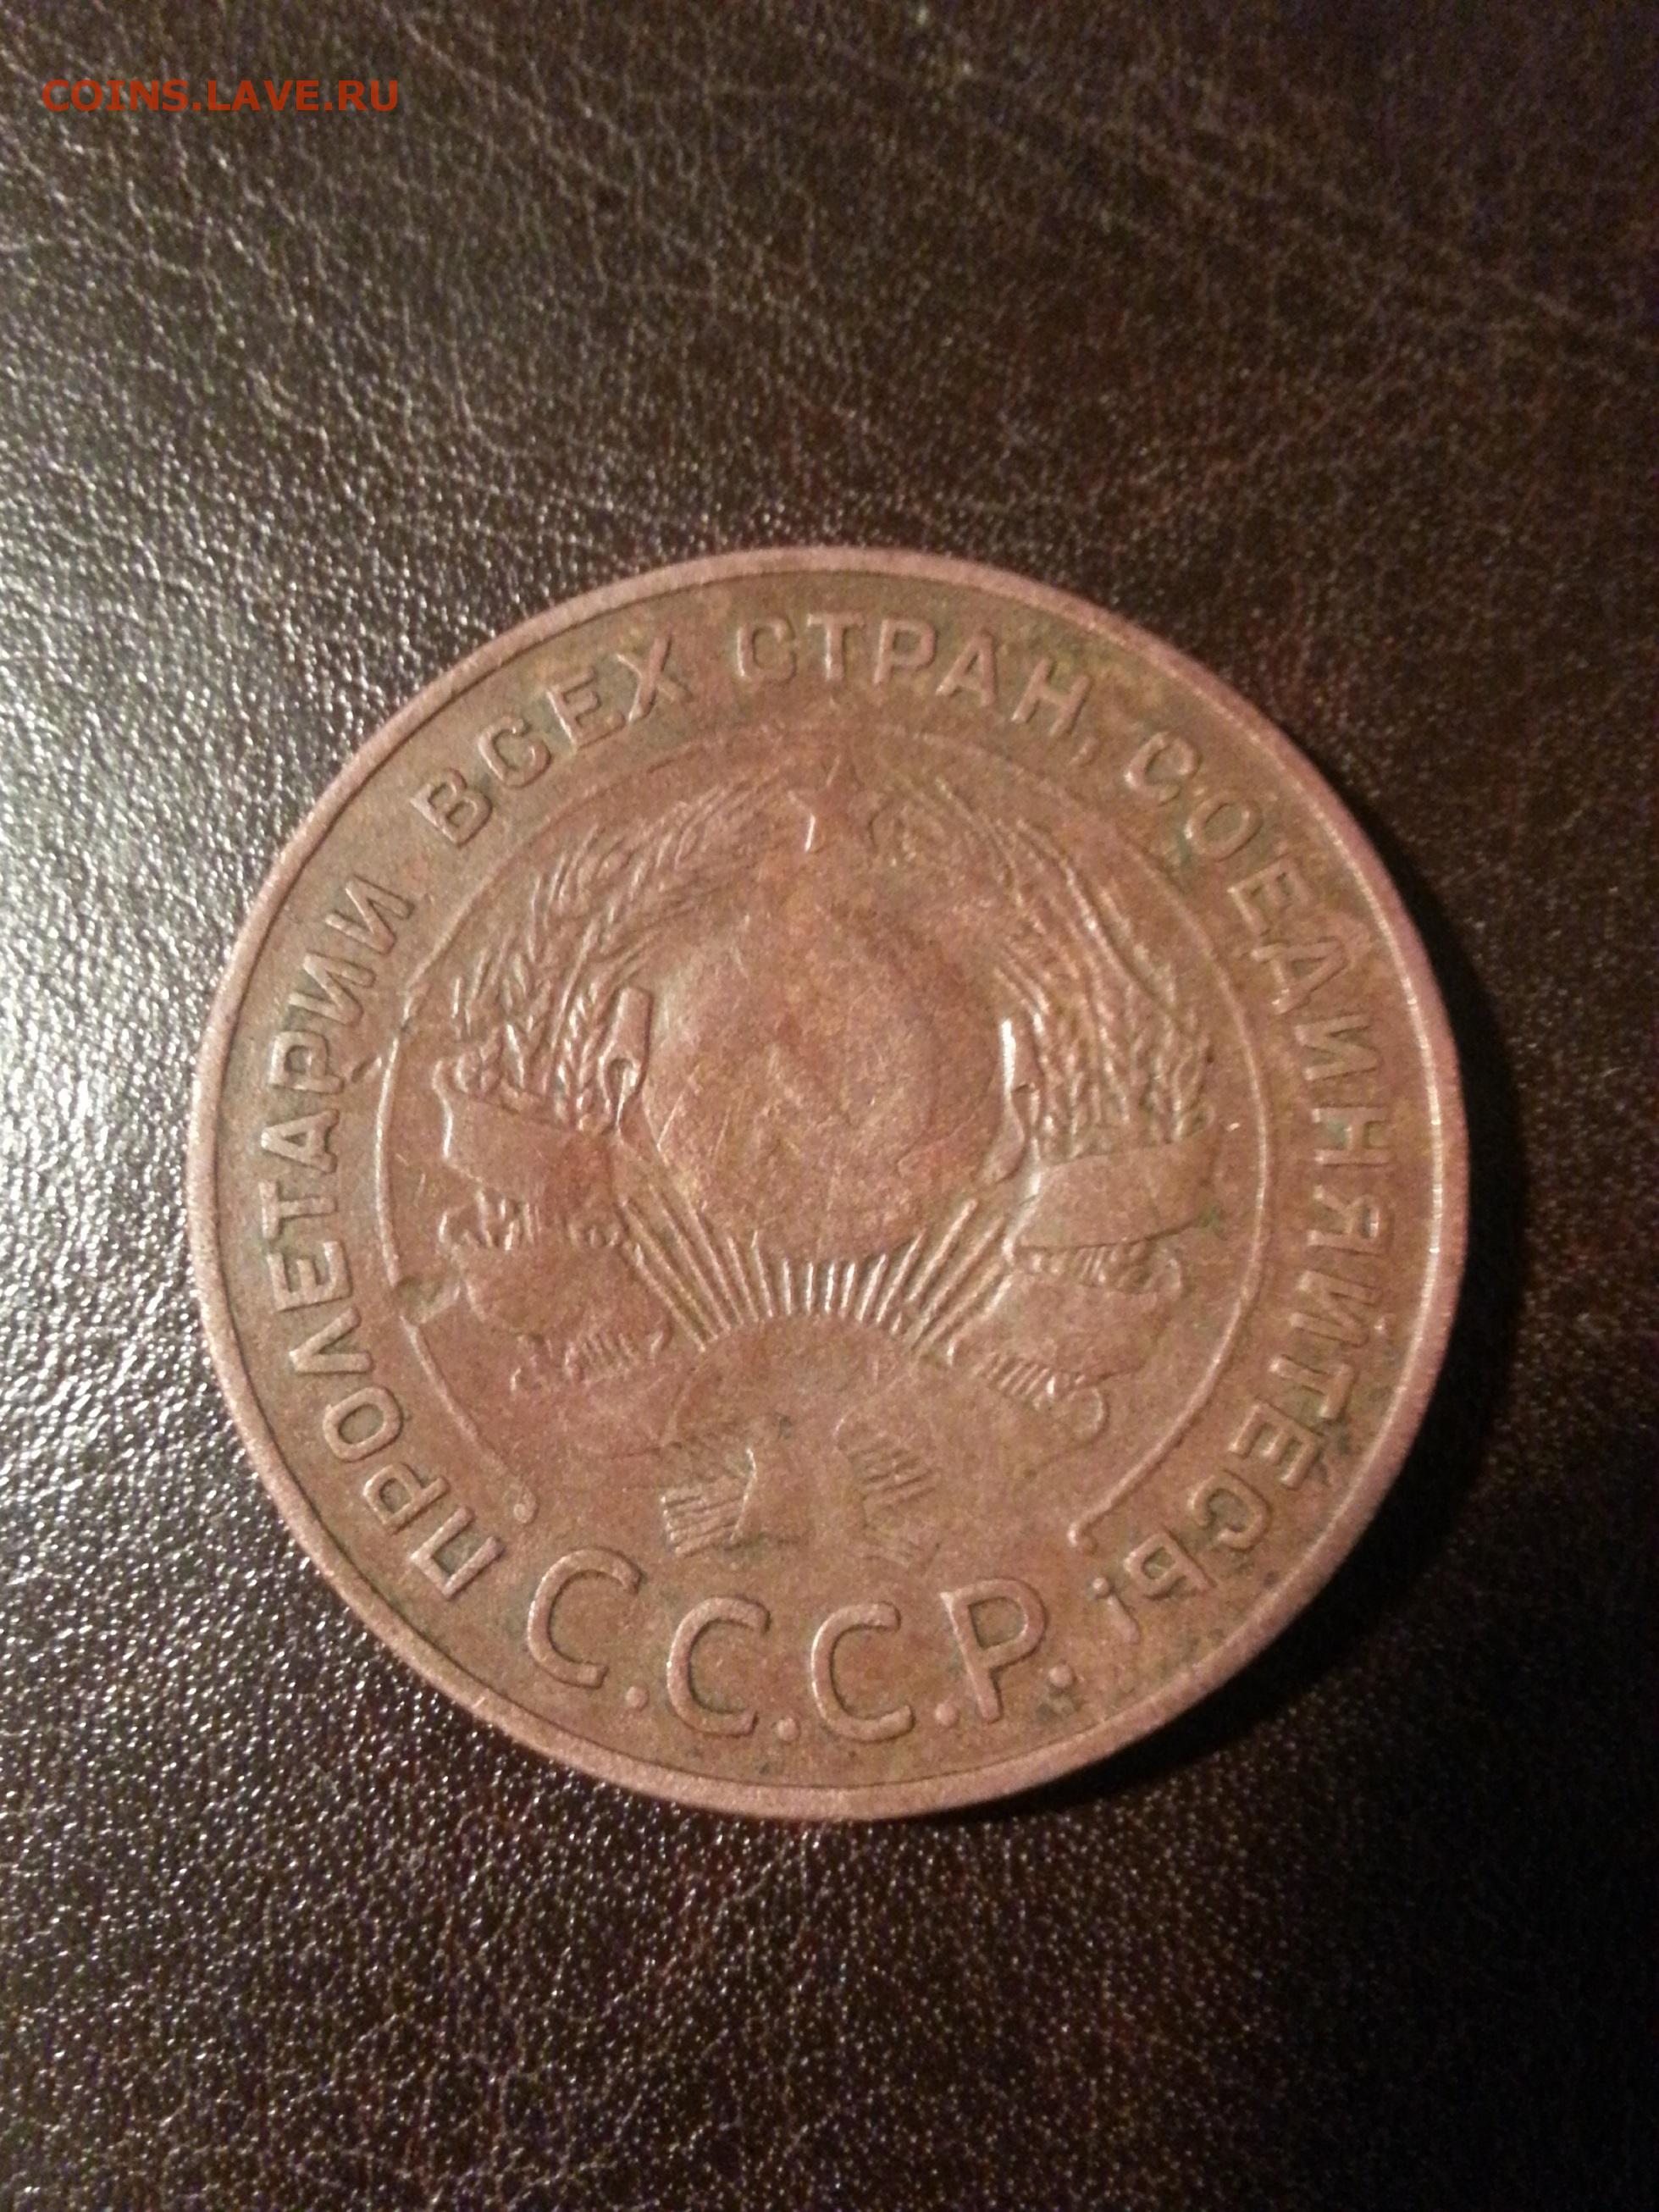 COINS.LAVE.RU
ПРОЛЕТАРИИ ВСЕХ СТРАН, СОЕДИНЯЙТЕСЬ!
С.С.С.Р.